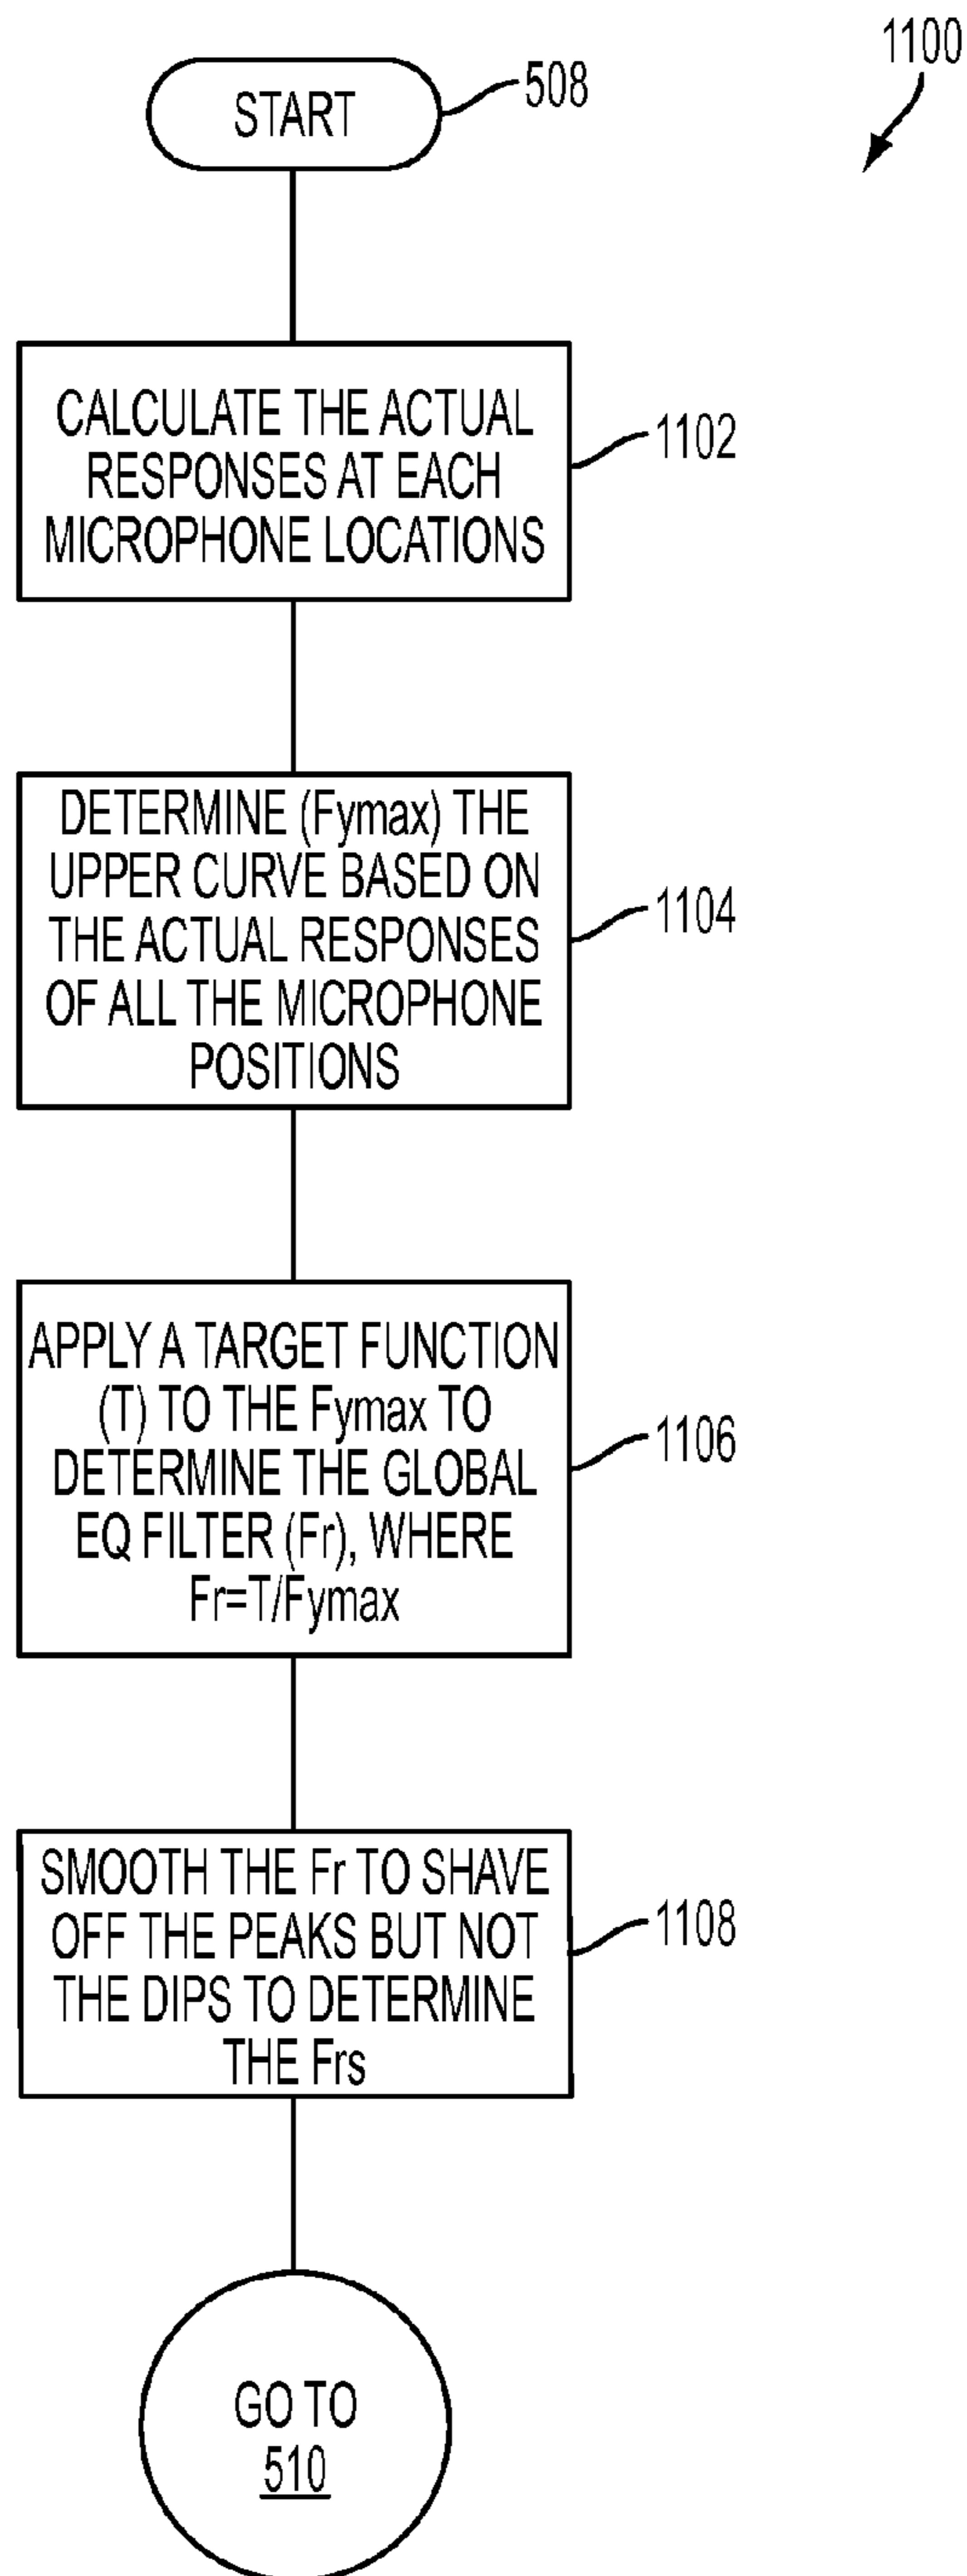 1100
START
508
CALCULATE THE ACTUAL
RESPONSES AT EACH
MICROPHONE LOCATIONS
1102
DETERMINE (Fymax) THE
UPPER CURVE BASED ON
THE ACTUAL RESPONSES
OF ALL THE MICROPHONE
POSITIONS
1104
APPLY A TARGET FUNCTION
(T) TO THE Fymax TO
DETERMINE THE GLOBAL
EQ FILTER (Fr), WHERE
Fr=T/Fymax
1106
SMOOTH THE Fr TO SHAVE
OFF THE PEAKS BUT NOT
THE DIPS TO DETERMINE
THE Frs
1108
GO TO
510